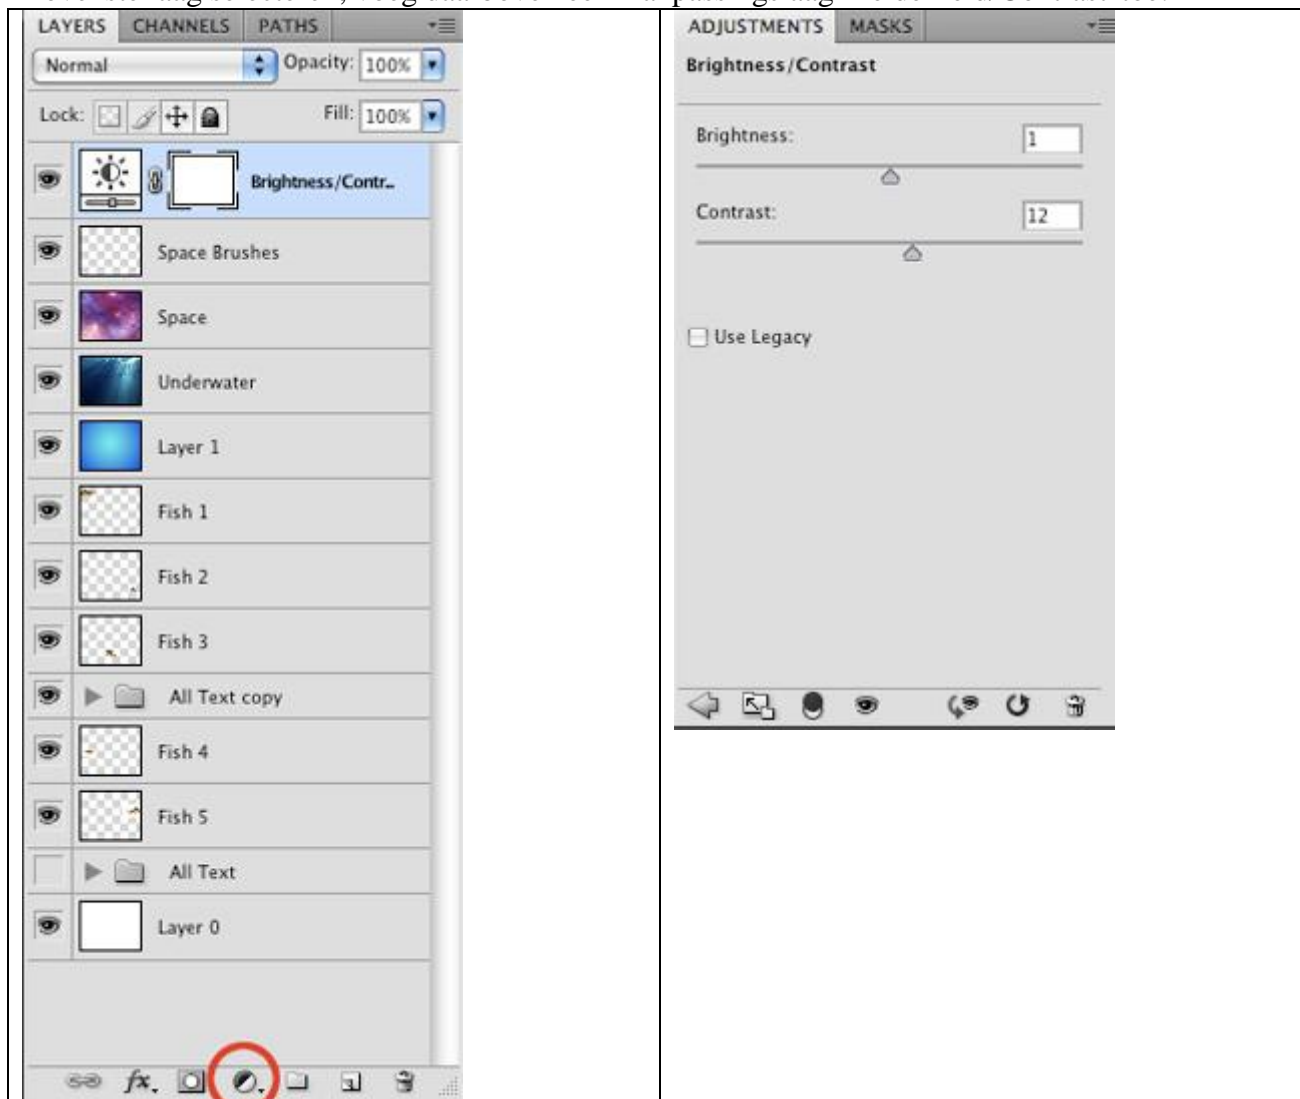 LAYERS CHANNELS PATHS
Normal Opacity: 100%
Lock: Fill: 100%
Brightness/Contr...
Space Brushes
Space
Underwater
Layer 1
Fish 1
Fish 2
Fish 3
All Text copy
Fish 4
Fish 5
All Text
Layer 0
fx.
ADJUSTMENTS MASKS
Brightness/Contrast
Brightness: 1
Contrast: 12
Use Legacy